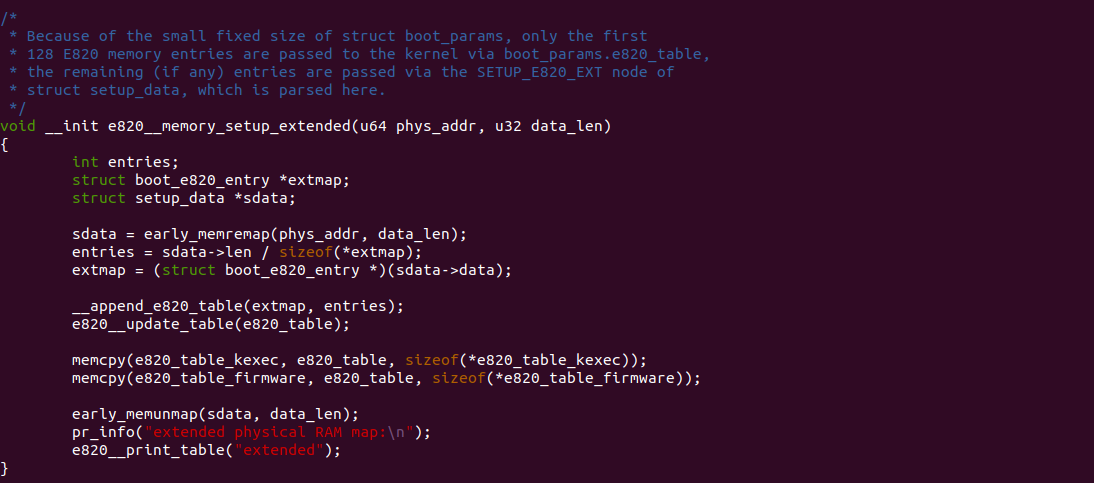 /*
 * Because of the small fixed size of struct boot_params, only the first
 * 128 E820 memory entries are passed to the kernel via boot_params.e820_table,
 * the remaining (if any) entries are passed via the SETUP_E820_EXT node of
 * struct setup_data, which is parsed here.
 */
void __init e820__memory_setup_extended(u64 phys_addr, u32 data_len)
{
        int entries;
        struct boot_e820_entry *extmap;
        struct setup_data *sdata;

        sdata = early_memremap(phys_addr, data_len);
        entries = sdata->len / sizeof(*extmap);
        extmap = (struct boot_e820_entry *)(sdata->data);

        __append_e820_table(extmap, entries);
        e820__update_table(e820_table);

        memcpy(e820_table_kexec, e820_table, sizeof(*e820_table_kexec));
        memcpy(e820_table_firmware, e820_table, sizeof(*e820_table_firmware));

        early_memunmap(sdata, data_len);
        pr_info("extended physical RAM map:\n");
        e820__print_table("extended");
}